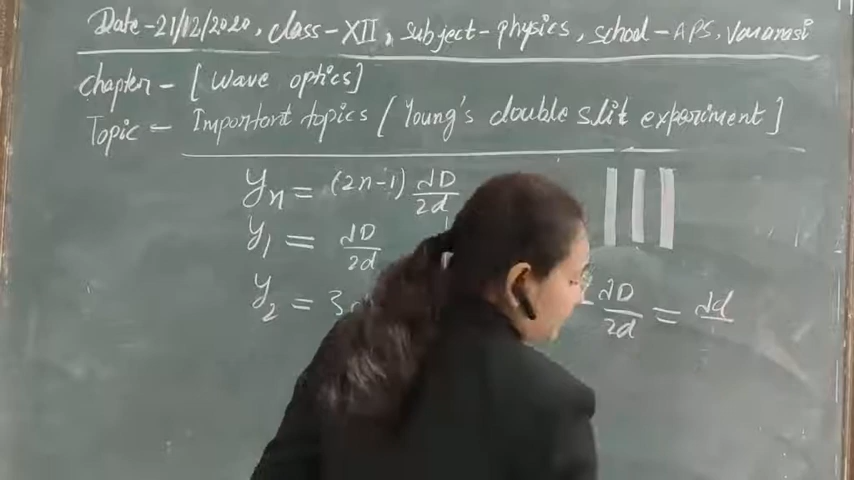 Date-21/12/2020, class-XII, subject-physics, school-APS, Varanasi
chapter - [wave optics]
Topic - Important topics [Young's double slit experiment]
yn = (2n-1) λD/2d
y1 = λD/2d
y2 = 3
λD/2d = λd